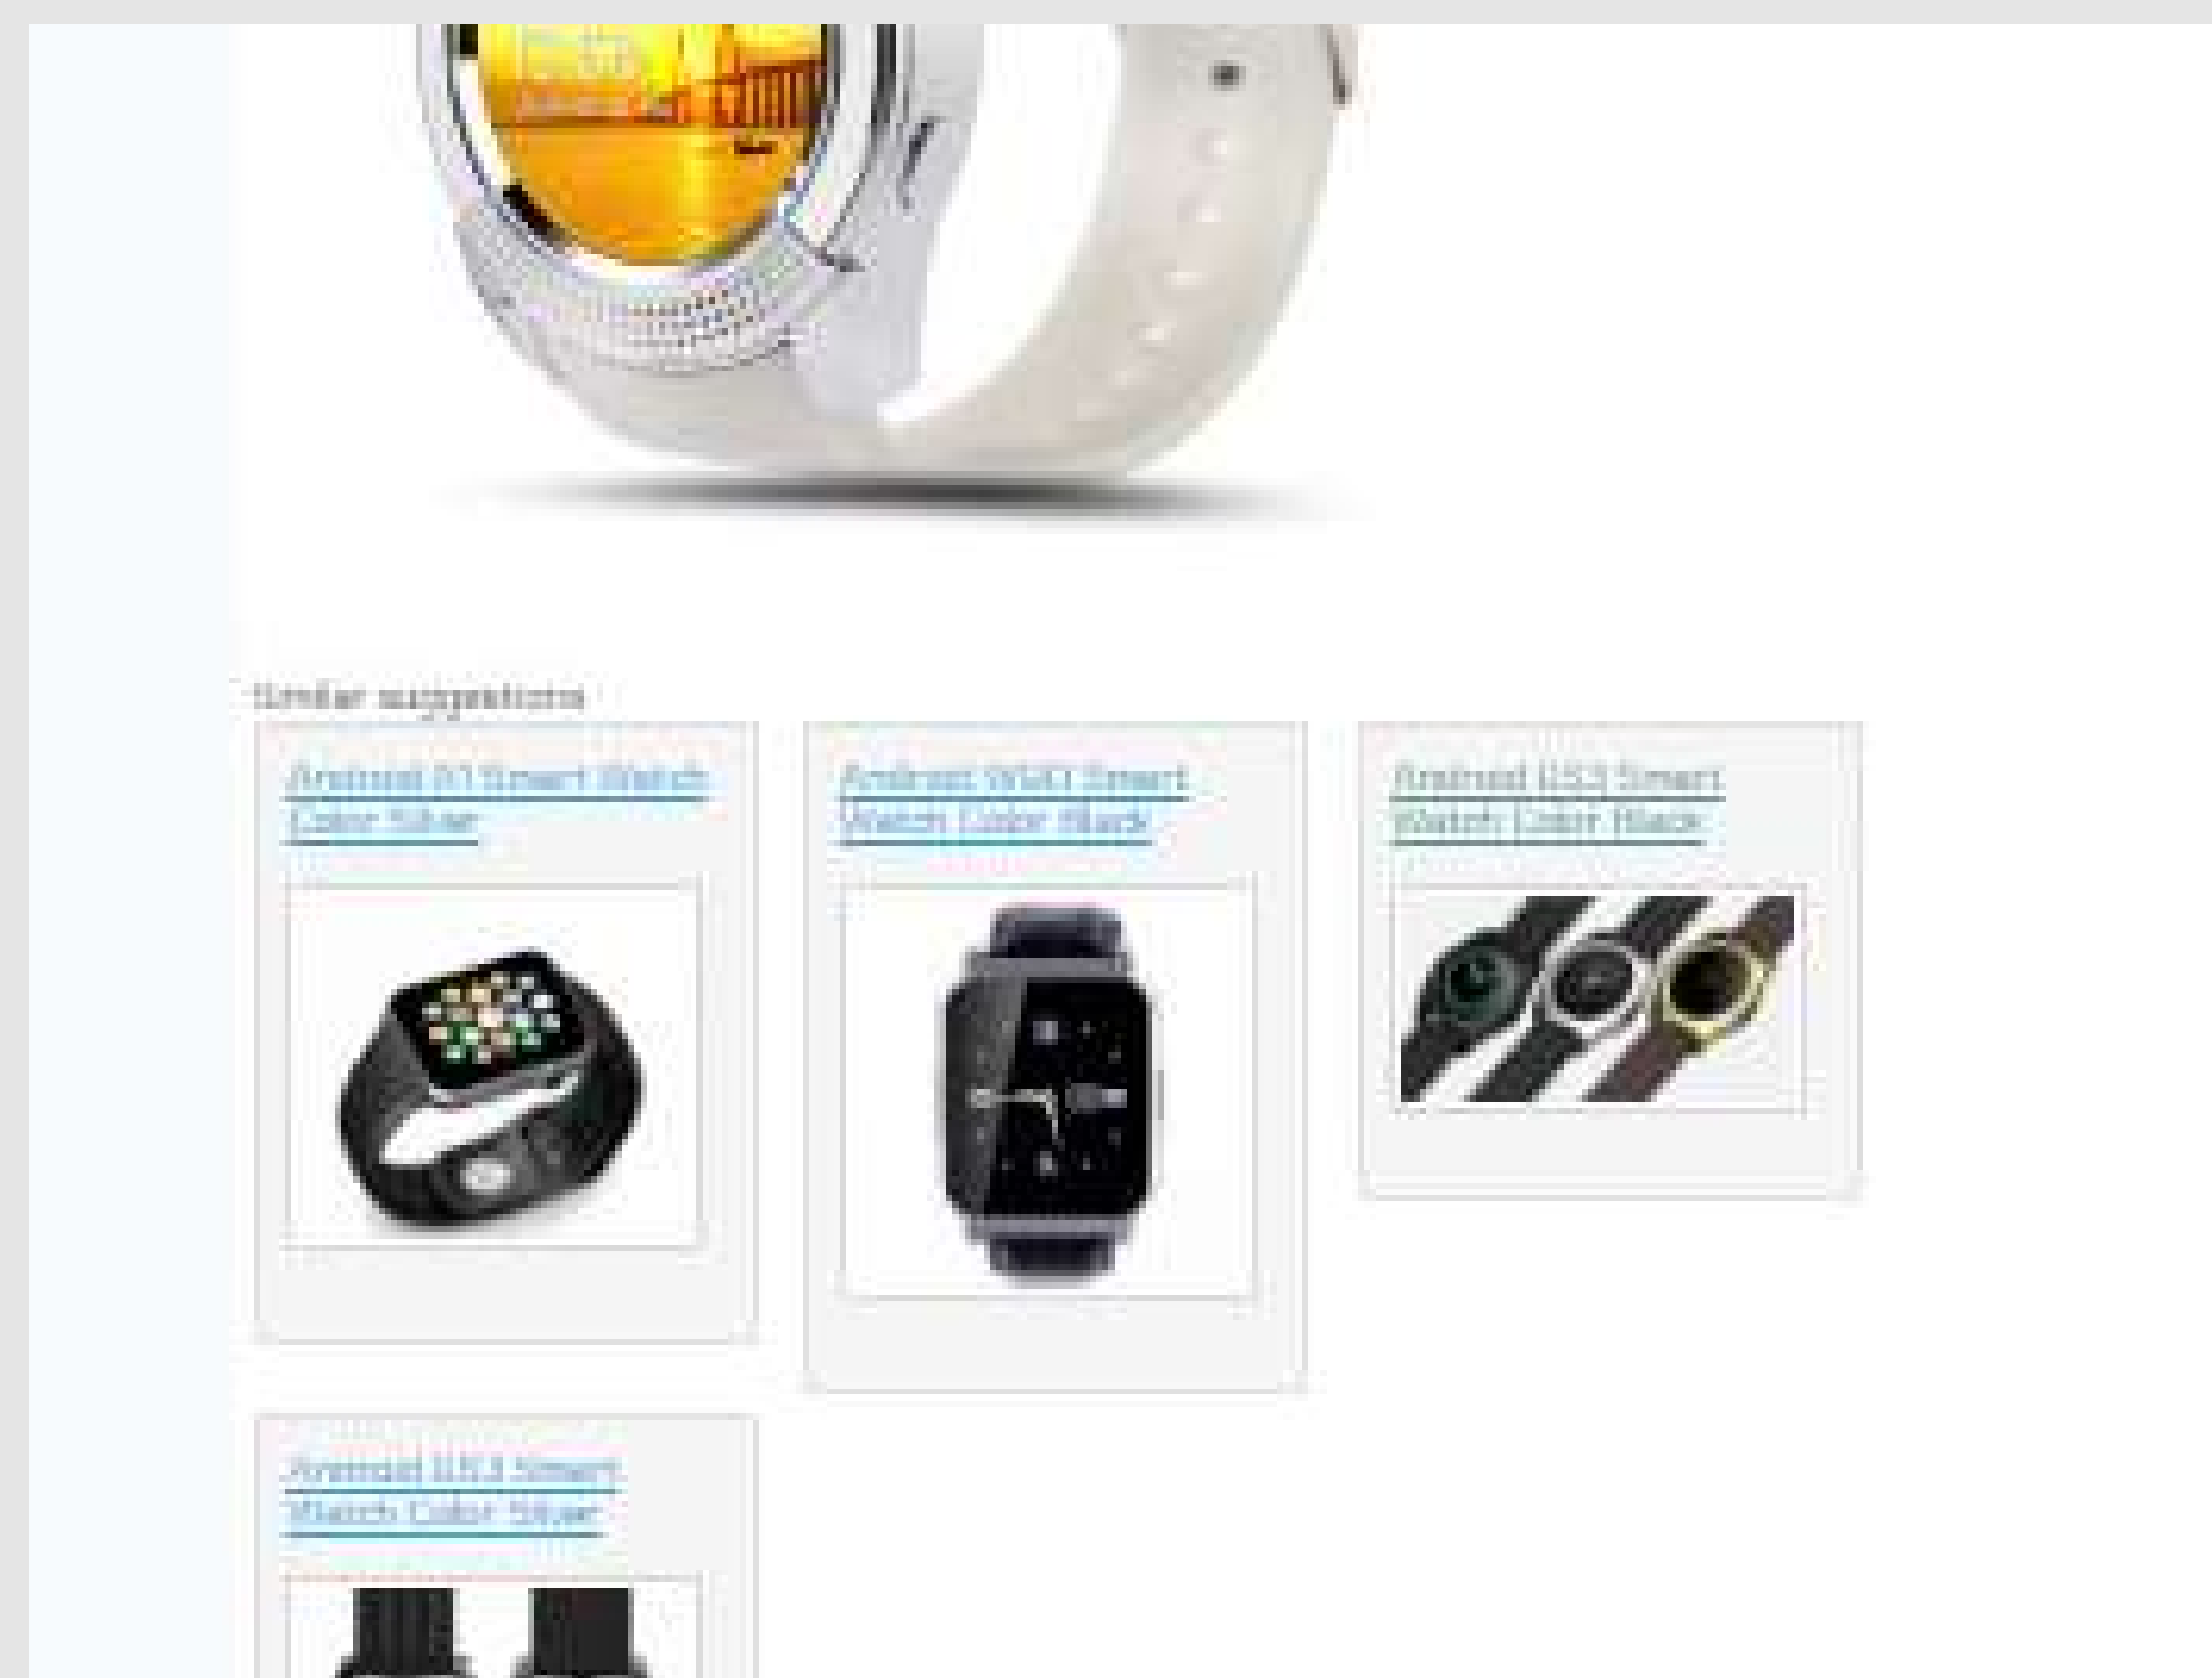 Similar suggestions
Android Smart Watch
Color Silver
Android Smart
Watch Color Black
Android Smart
Watch Color Black
Android Smart
Watch Color Silver